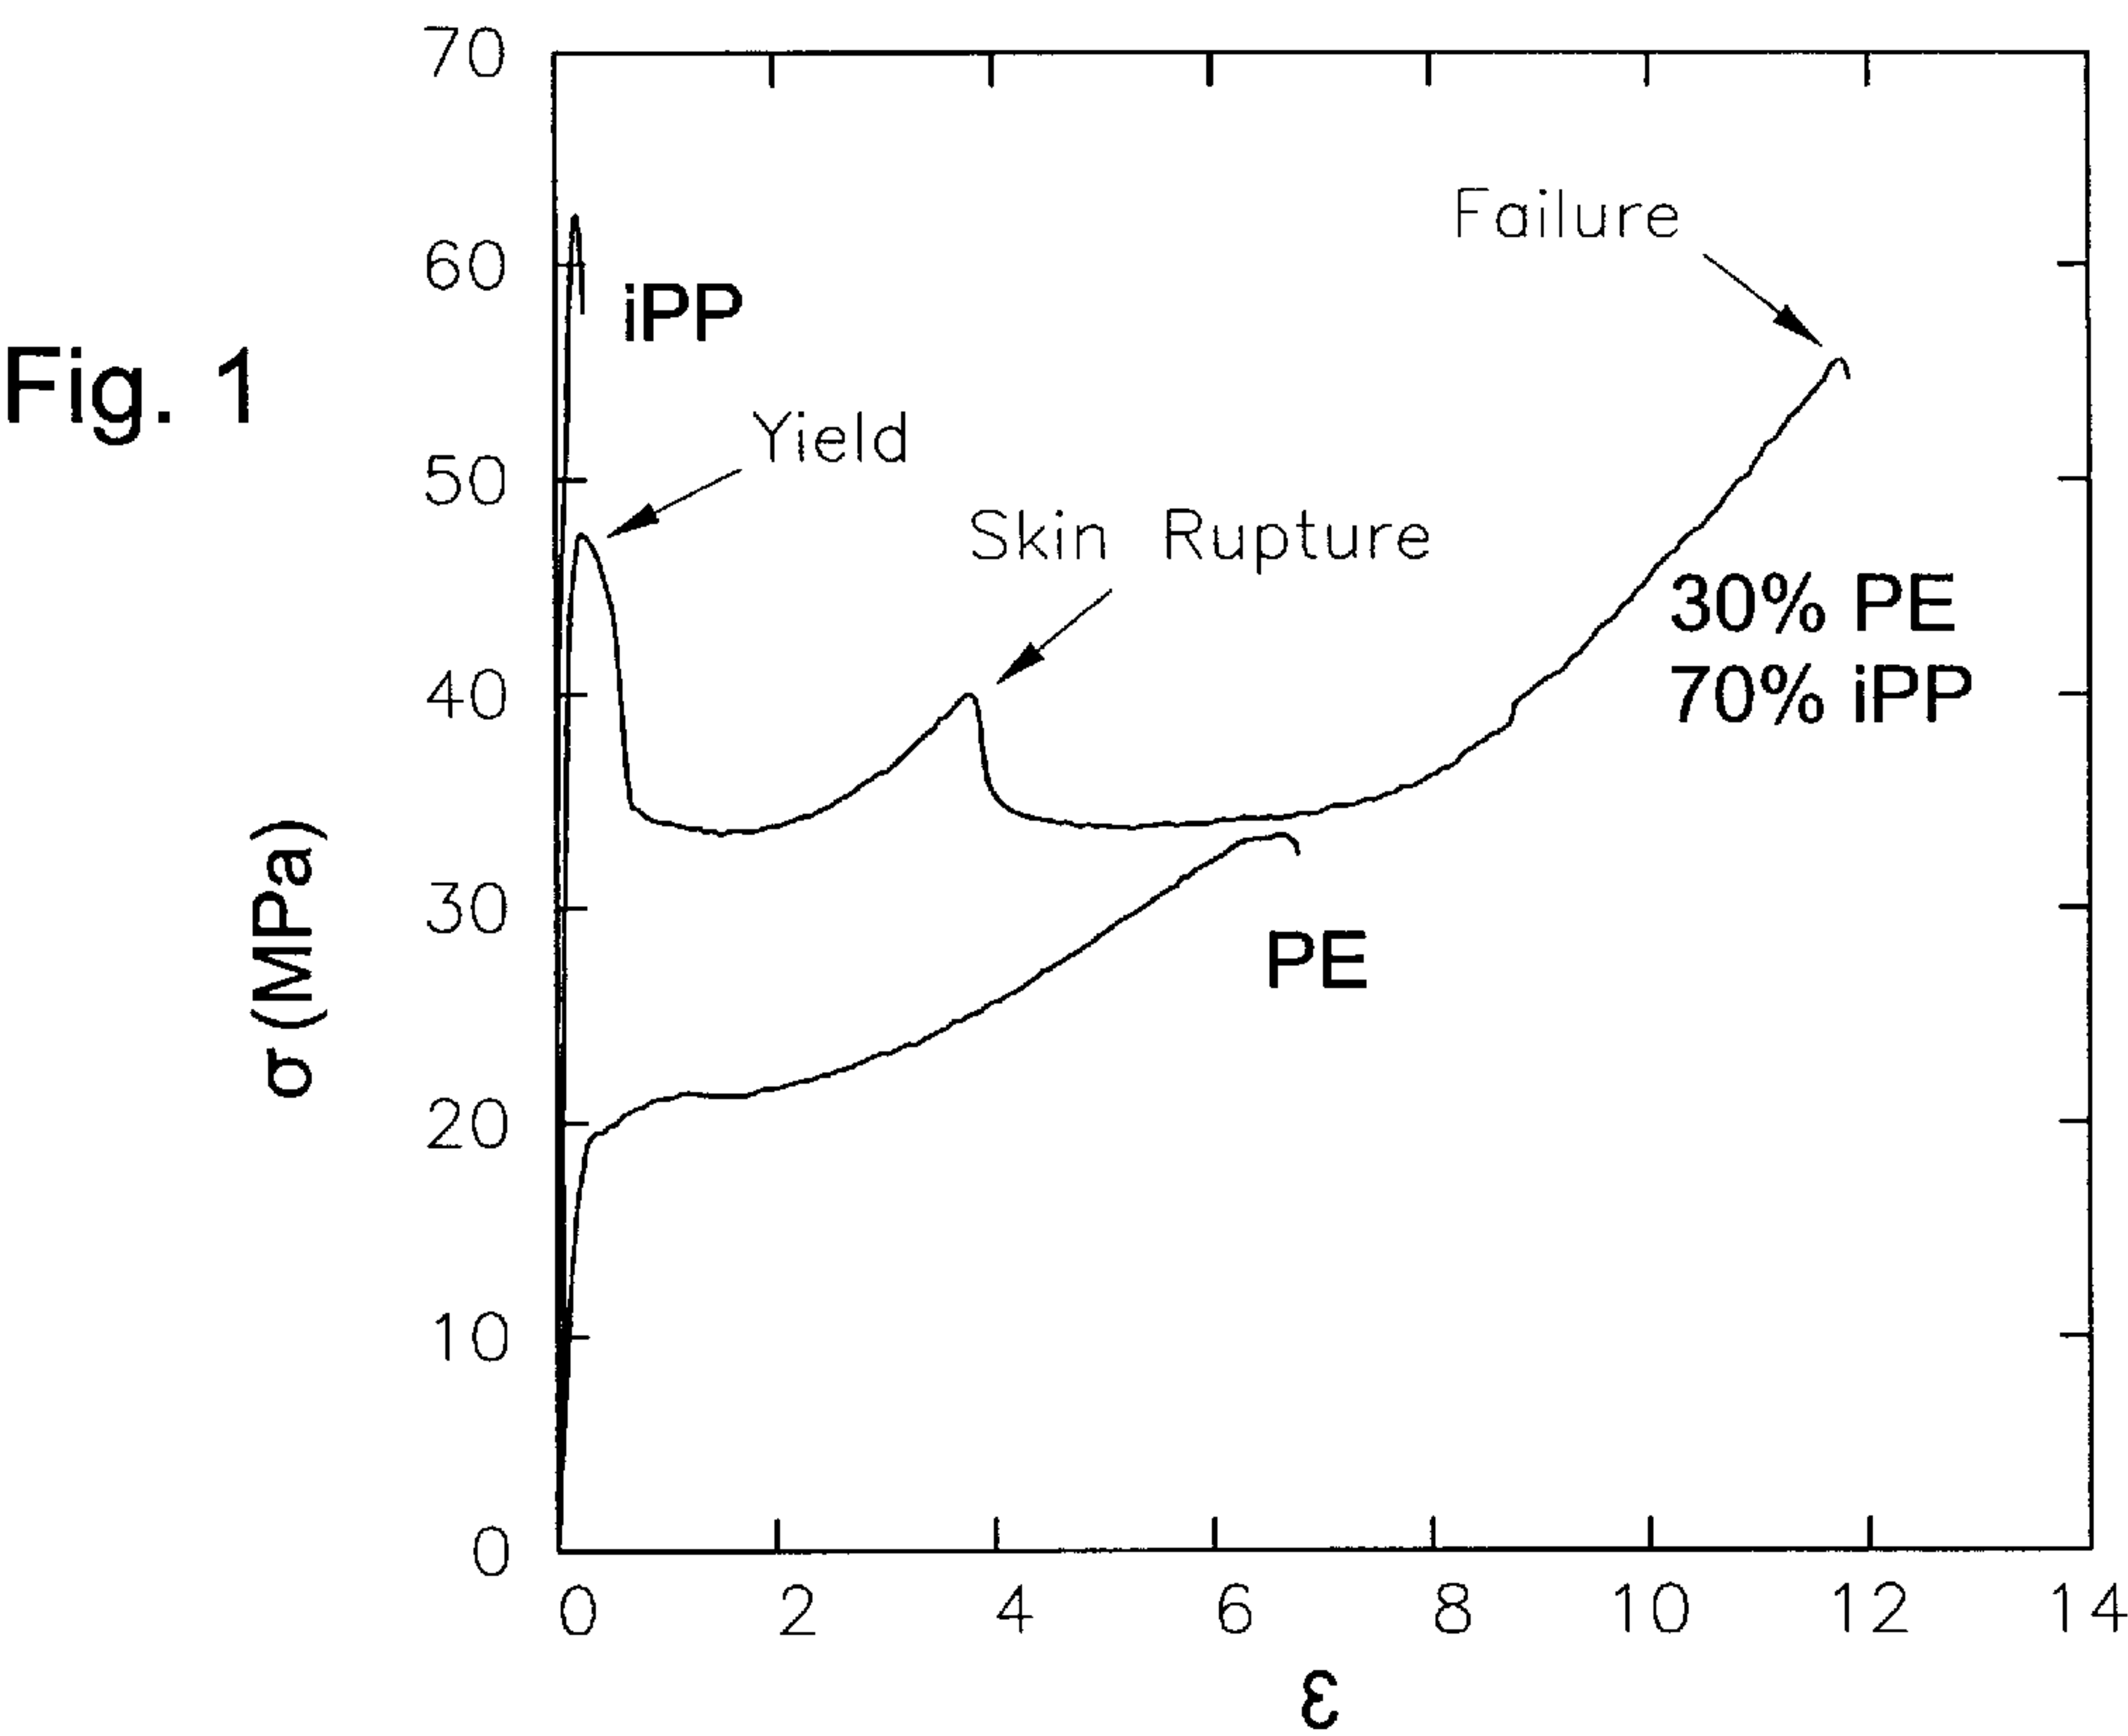 Fig. 1
σ (MPa)
70
60
50
40
30
20
10
0
iPP
Yield
Skin Rupture
Failure
30% PE
70% iPP
PE
0 2 4 6 8 10 12 14
ε